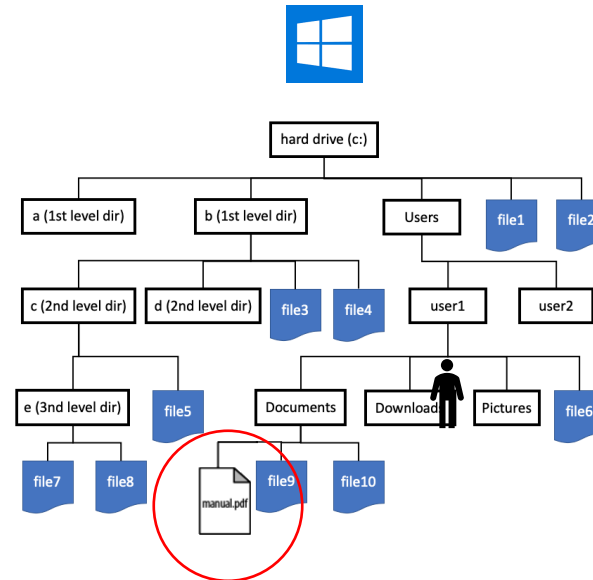 hard drive (c:)
a (1st level dir)
b (1st level dir)
Users
file1
file2
c (2nd level dir)
d (2nd level dir)
file3
file4
user1
user2
e (3nd level dir)
file5
Documents
Downloads
Pictures
file6
file7
file8
manual.pdf
file9
file10